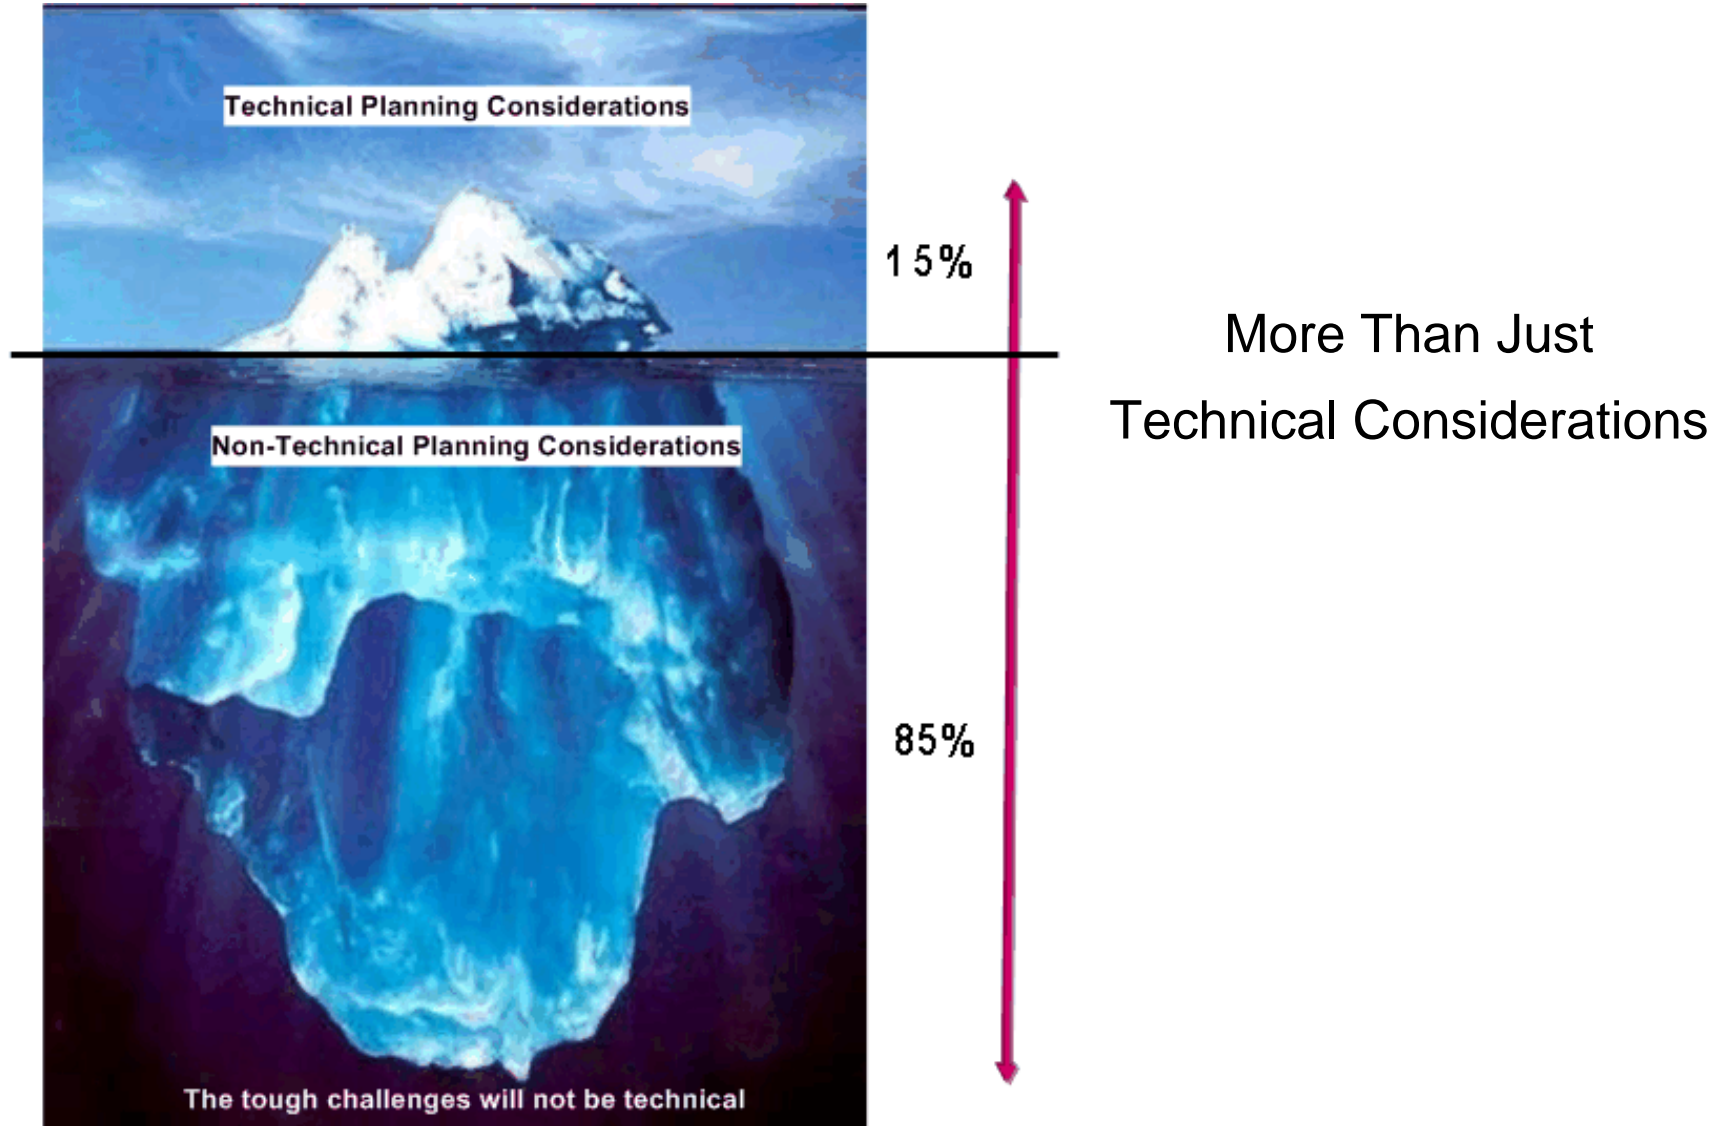 Technical Planning Considerations
15%
More Than Just
Technical Considerations
Non-Technical Planning Considerations
85%
The tough challenges will not be technical